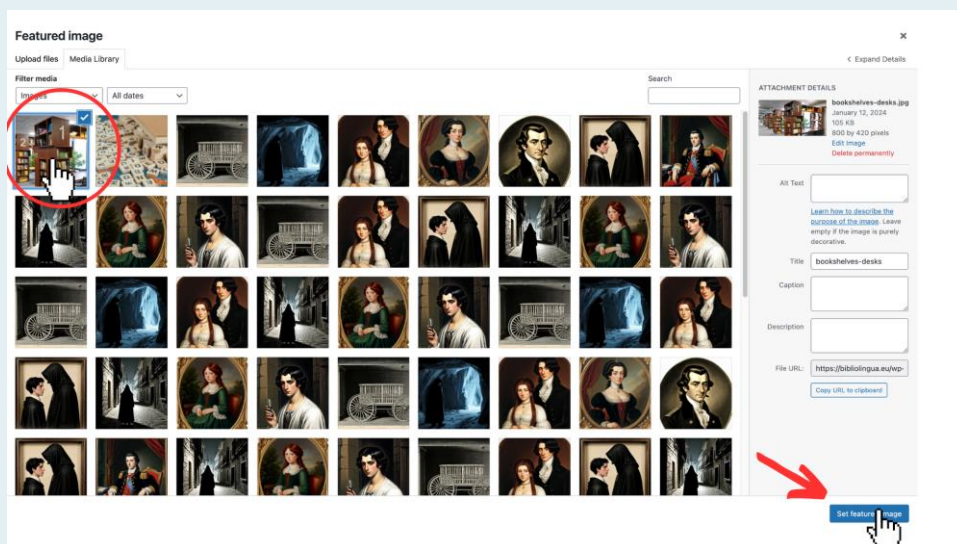 Featured image
Upload files Media Library
< Expand Details
Filter media
Images
All dates
Search
1
2
ATTACHMENT DETAILS
bookshelves-desks.jpg
January 12, 2024
105 KB
800 by 420 pixels
Edit Image
Delete permanently
Alt Text
Learn how to describe the
purpose of the image. Leave
empty if the image is purely
decorative.
Title bookshelves-desks
Caption
Description
File URL: https://bibliolingua.eu/wp-
Copy URL to clipboard
Set featured image